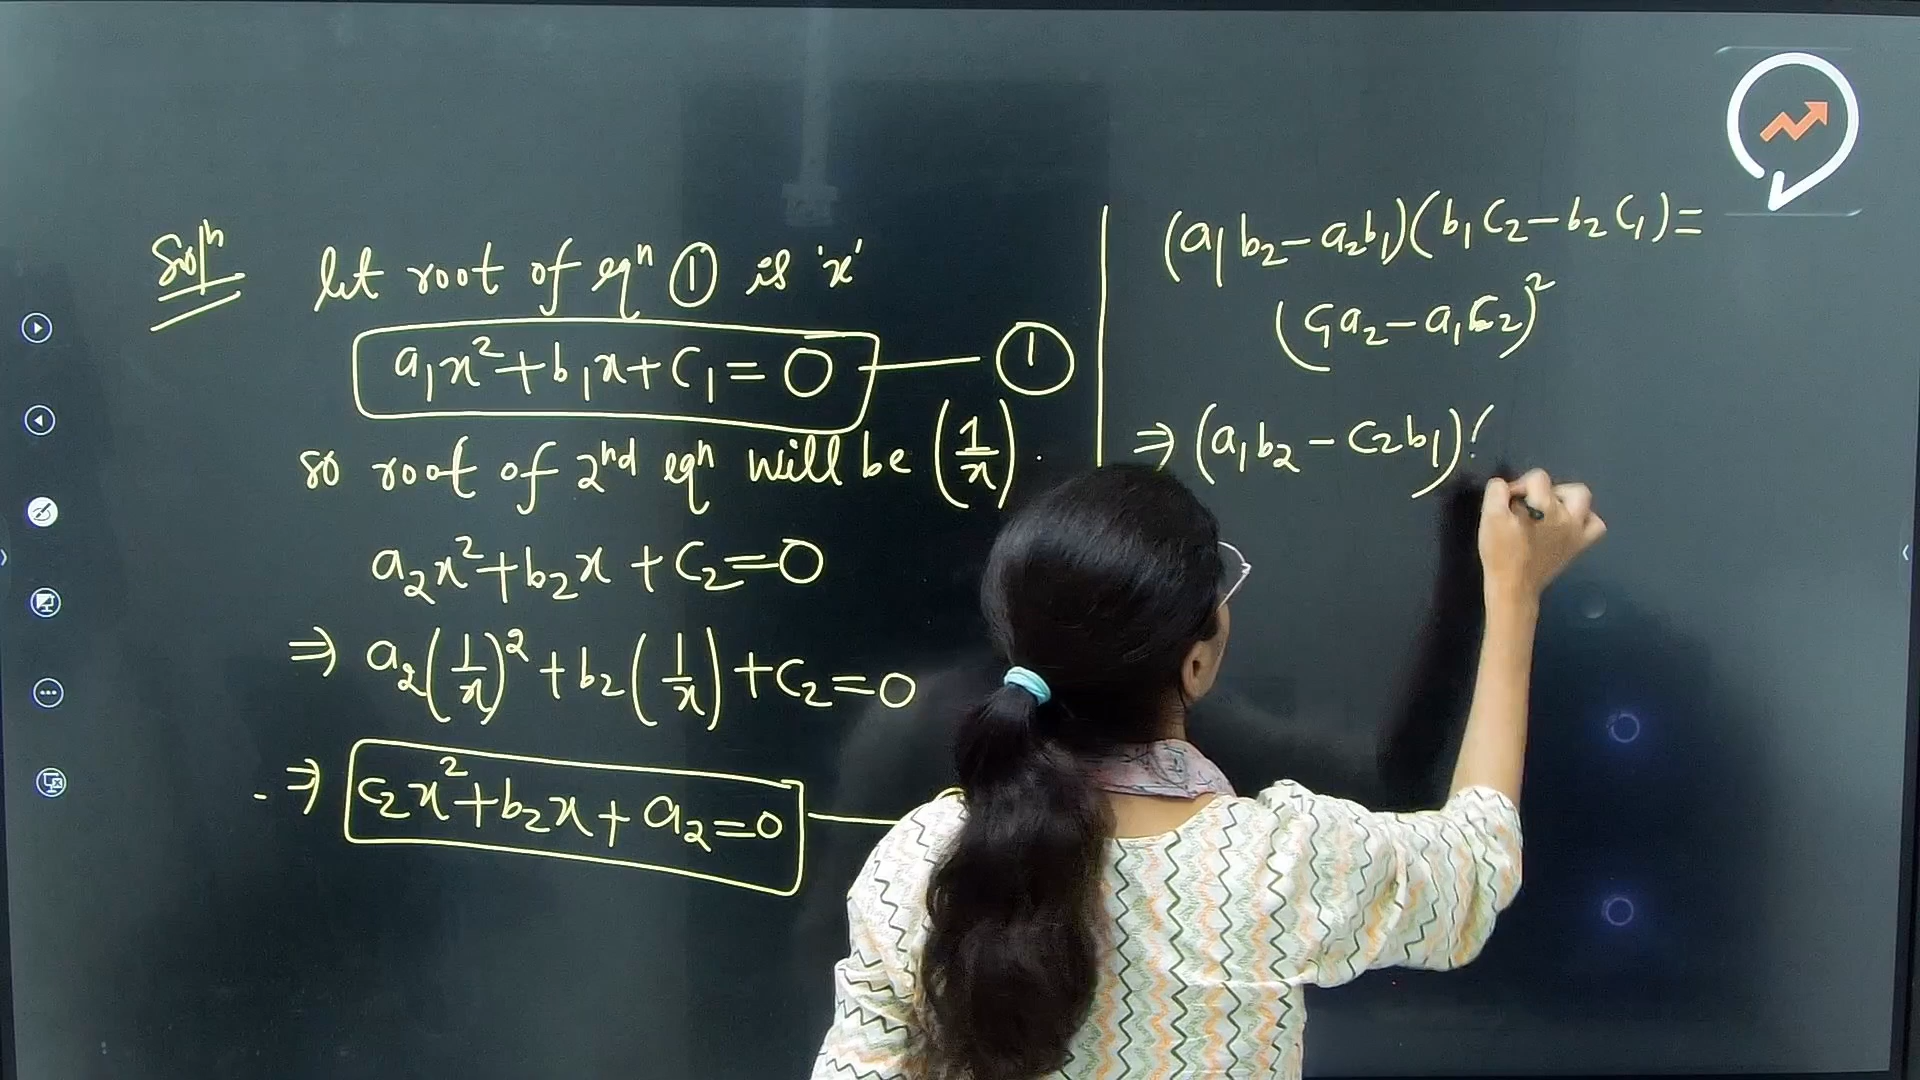 Solⁿ
let root of eqⁿ ① is 'x'
a₁x² + b₁x + c₁ = 0 — ①
so root of 2ⁿᵈ eqⁿ will be (1/x).
a₂x² + b₂x + c₂ = 0
⇒ a₂(1/x)² + b₂(1/x) + c₂ = 0
⇒ c₂x² + b₂x + a₂ = 0 —
(a₁b₂ − a₂b₁)(b₁c₂ − b₂c₁) =
(c₁a₂ − a₁c₂)²
⇒ (a₁b₂ − c₂b₁)(